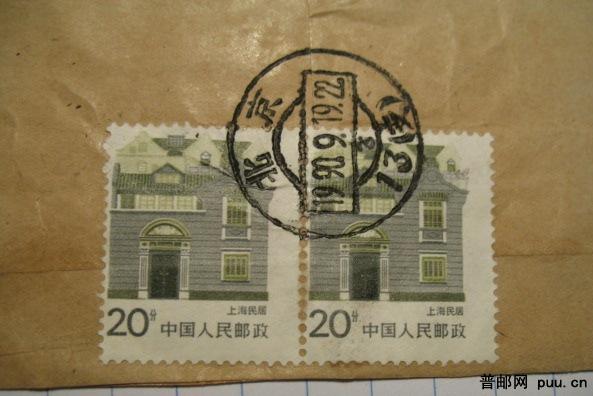 北京
1990.9.19.22
13(支)
上海民居
20分 中国人民邮政
上海民居
20分 中国人民邮政
普邮网 puu.cn